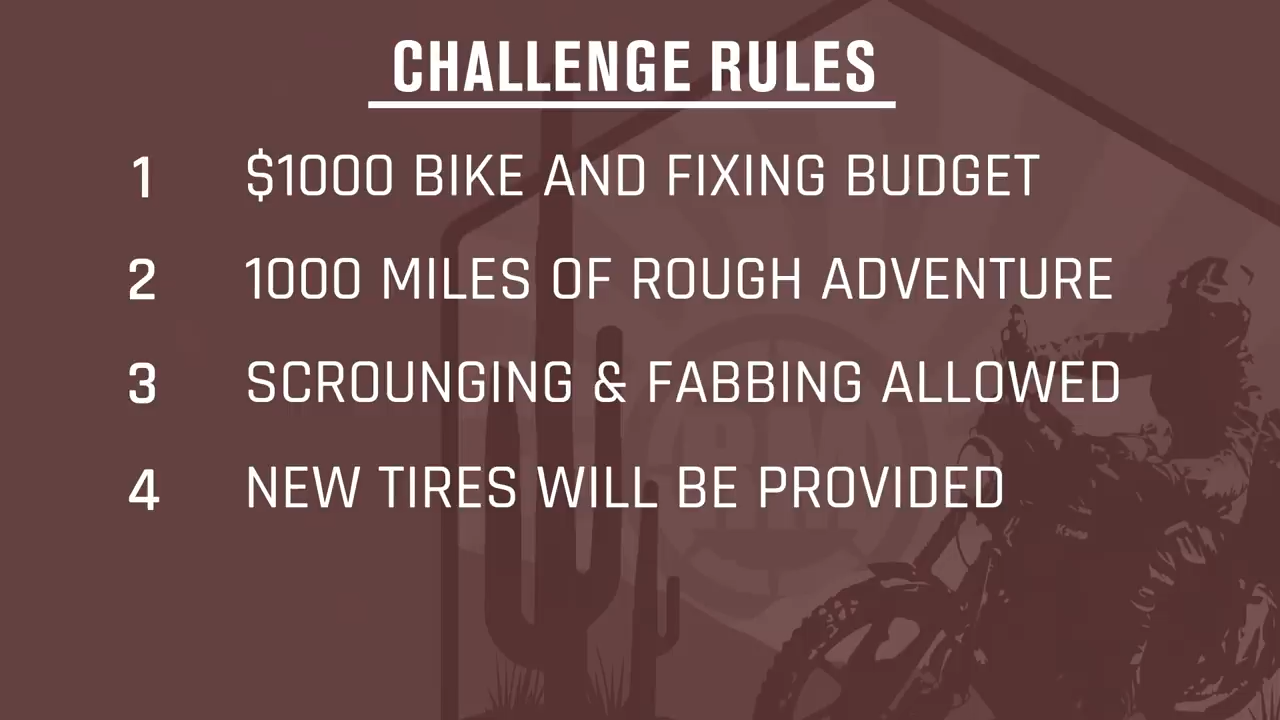 CHALLENGE RULES
1 $1000 BIKE AND FIXING BUDGET
2 1000 MILES OF ROUGH ADVENTURE
3 SCROUNGING & FABBING ALLOWED
4 NEW TIRES WILL BE PROVIDED